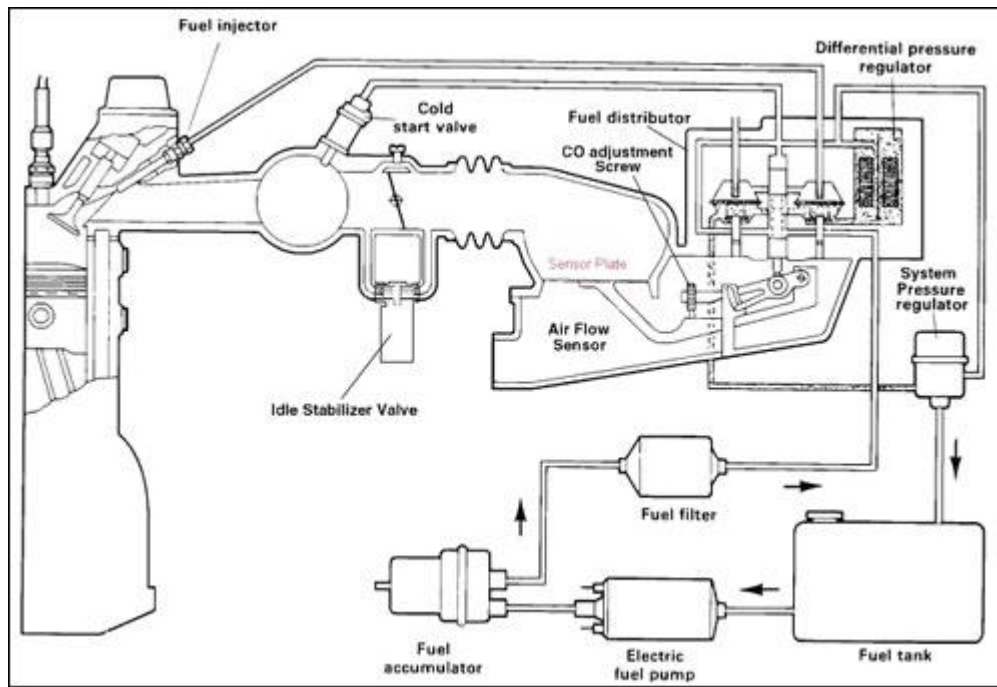 Fuel injector
Differential pressure
regulator
Cold
start valve
Fuel distributor
CO adjustment
Screw
Sensor Plate
System
Pressure
regulator
Air Flow
Sensor
Idle Stabilizer Valve
Fuel filter
Fuel
accumulator
Electric
fuel pump
Fuel tank